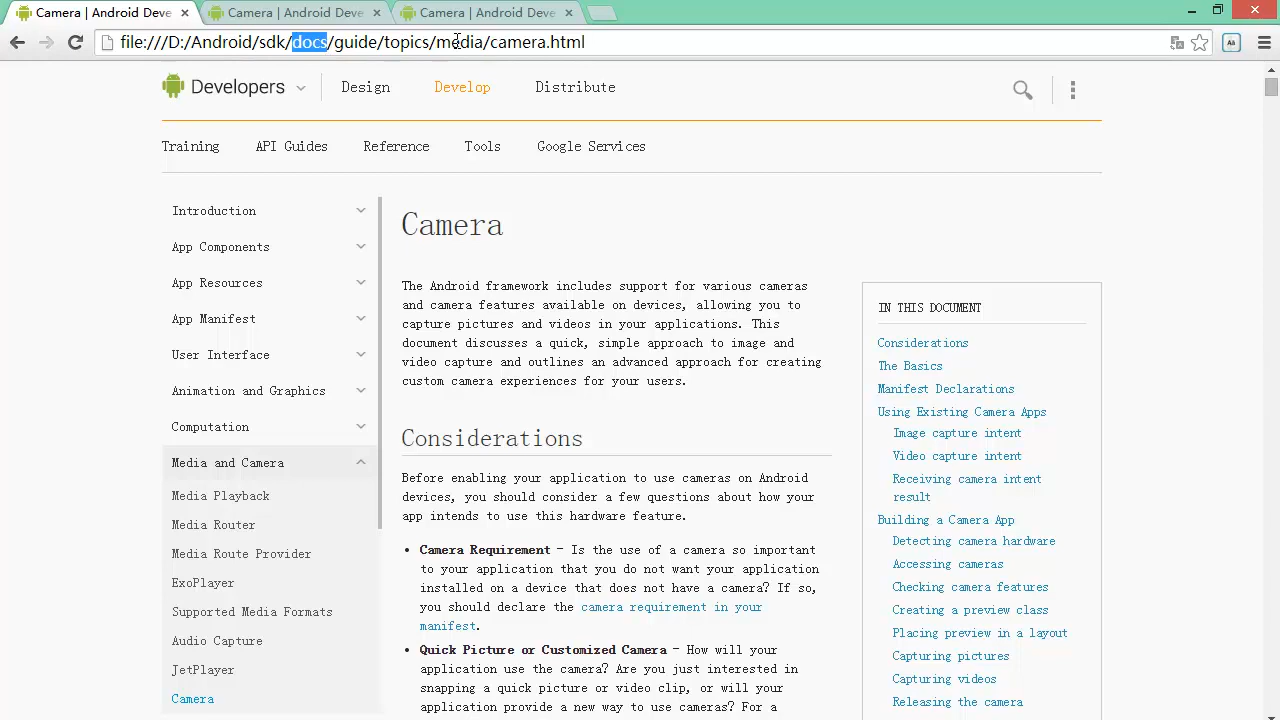 Camera | Android Deve
Camera | Android Deve
Camera | Android Deve
file:///D:/Android/sdk/docs/guide/topics/media/camera.html
Developers
Design
Develop
Distribute
Training
API Guides
Reference
Tools
Google Services
Introduction
App Components
App Resources
App Manifest
User Interface
Animation and Graphics
Computation
Media and Camera
Media Playback
Media Router
Media Route Provider
ExoPlayer
Supported Media Formats
Audio Capture
JetPlayer
Camera
Camera
The Android framework includes support for various cameras
and camera features available on devices, allowing you to
capture pictures and videos in your applications. This
document discusses a quick, simple approach to image and
video capture and outlines an advanced approach for creating
custom camera experiences for your users.
Considerations
Before enabling your application to use cameras on Android
devices, you should consider a few questions about how your
app intends to use this hardware feature.
• Camera Requirement - Is the use of a camera so important
to your application that you do not want your application
installed on a device that does not have a camera? If so,
you should declare the camera requirement in your
manifest.
• Quick Picture or Customized Camera - How will your
application use the camera? Are you just interested in
snapping a quick picture or video clip, or will your
application provide a new way to use cameras? For a
IN THIS DOCUMENT
Considerations
The Basics
Manifest Declarations
Using Existing Camera Apps
Image capture intent
Video capture intent
Receiving camera intent
result
Building a Camera App
Detecting camera hardware
Accessing cameras
Checking camera features
Creating a preview class
Placing preview in a layout
Capturing pictures
Capturing videos
Releasing the camera